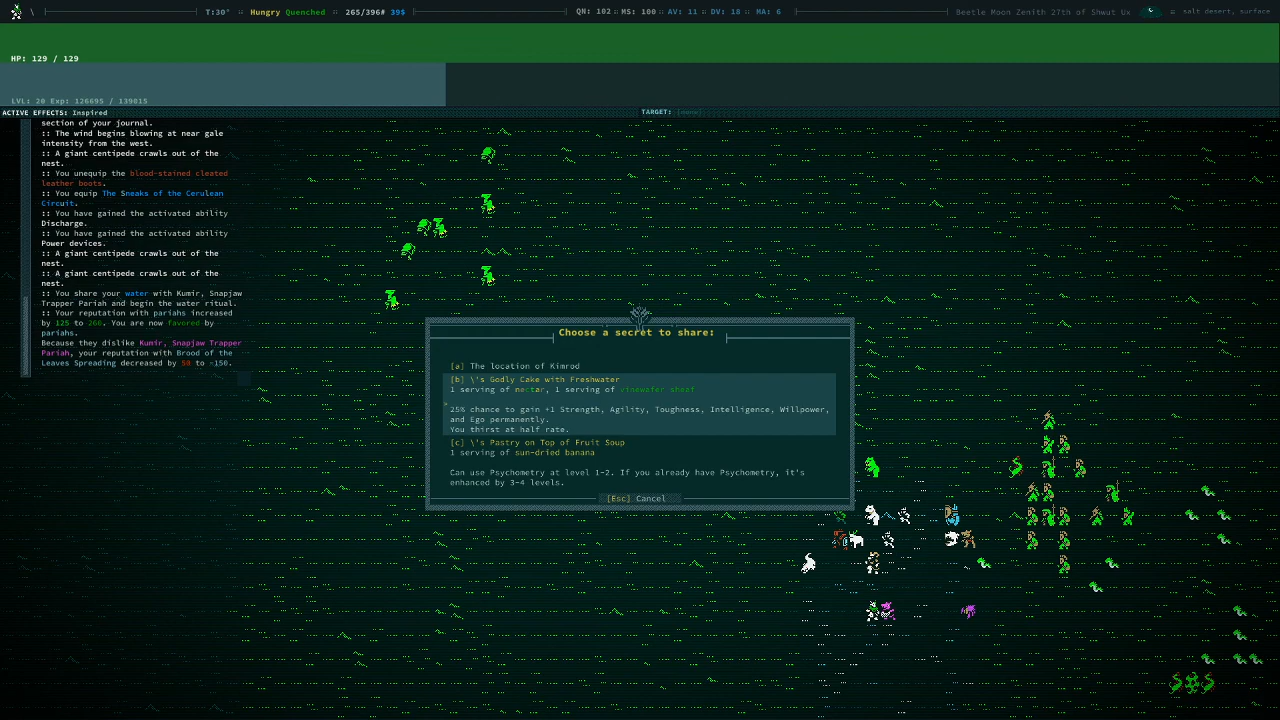 \ T:30° :: Hungry Quenched :: 265/396# 39$ QN: 102 :: MS: 100 :: AV: 11 :: DV: 18 :: MA: 6 Beetle Moon Zenith 27th of Shwut Ux salt desert, surface
HP: 129 / 129
LVL: 20 Exp: 126695 / 139015
ACTIVE EFFECTS: Inspired
TARGET: [none]
section of your journal.
:: The wind begins blowing at near gale
intensity from the west.
:: A giant centipede crawls out of the
nest.
:: You unequip the blood-stained cleated
leather boots.
:: You equip The Sneaks of the Cerulean
Circuit.
:: You have gained the activated ability
Discharge.
:: You have gained the activated ability
Power devices.
:: A giant centipede crawls out of the
nest.
:: A giant centipede crawls out of the
nest.
:: You share your water with Kumir, Snapjaw
Trapper Pariah and begin the water ritual.
:: Your reputation with pariahs increased
by 125 to 260. You are now favored by
pariahs.
Because they dislike Kumir, Snapjaw Trapper
Pariah, your reputation with Brood of the
Leaves Spreading decreased by 50 to -150.
Choose a secret to share:
[a] The location of Kimrod
[b] \'s Godly Cake with Freshwater
1 serving of nectar, 1 serving of vinewafer sheaf
>
25% chance to gain +1 Strength, Agility, Toughness, Intelligence, Willpower,
and Ego permanently.
You thirst at half rate.
[c] \'s Pastry on Top of Fruit Soup
1 serving of sun-dried banana
Can use Psychometry at level 1-2. If you already have Psychometry, it's
enhanced by 3-4 levels.
[Esc] Cancel